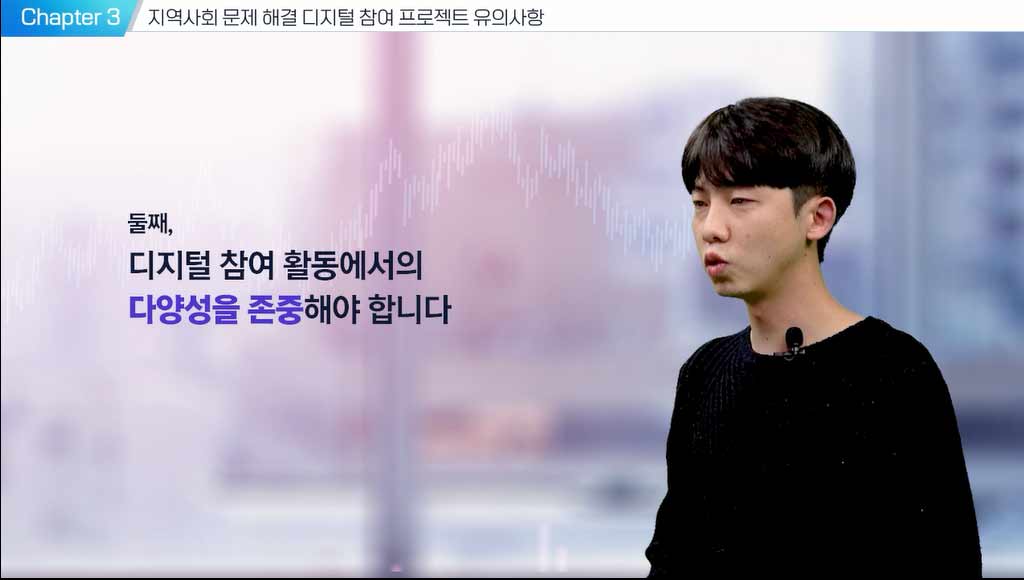 Chapter 3
지역사회 문제 해결 디지털 참여 프로젝트 유의사항
둘째,
디지털 참여 활동에서의
다양성을 존중해야 합니다